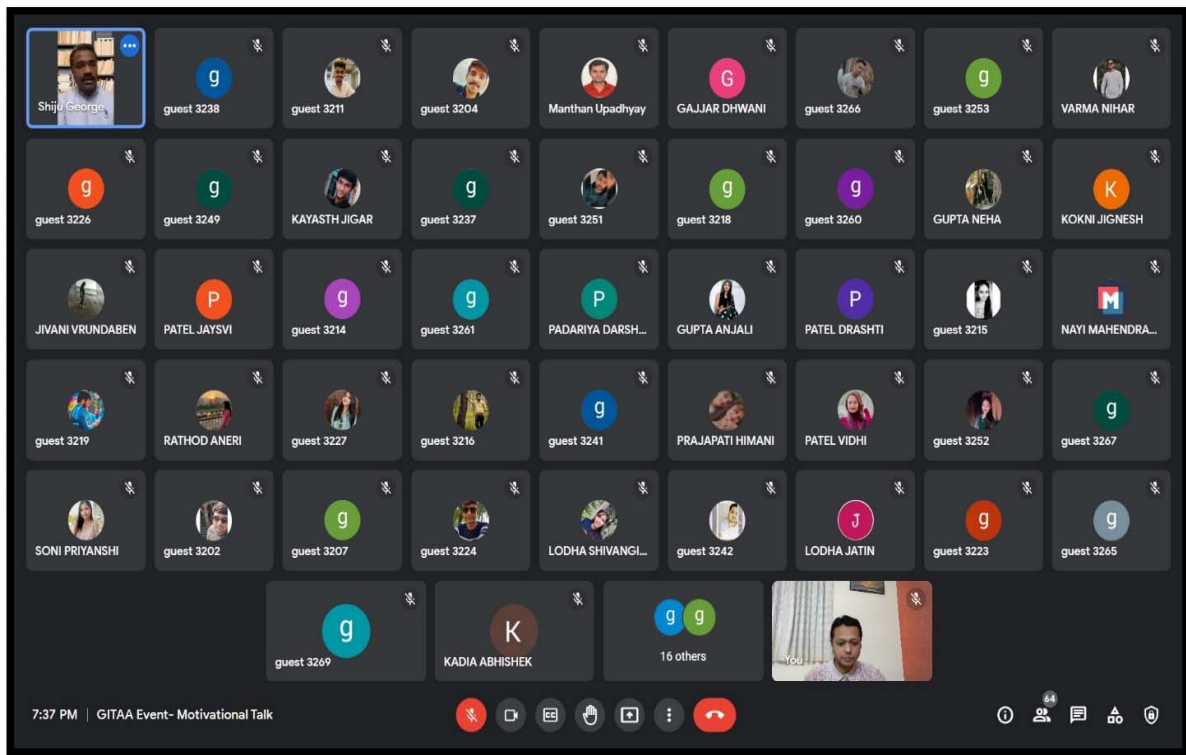 Shiju George
g
guest 3238
guest 3211
guest 3204
Manthan Upadhyay
G
GAJJAR DHWANI
guest 3266
g
guest 3253
VARMA NIHAR
g
guest 3226
g
guest 3249
KAYASTH JIGAR
g
guest 3237
guest 3251
g
guest 3218
g
guest 3260
GUPTA NEHA
K
KOKNI JIGNESH
JIVANI VRUNDABEN
P
PATEL JAYSVI
g
guest 3214
g
guest 3261
P
PADARIYA DARSH...
GUPTA ANJALI
P
PATEL DRASHTI
guest 3215
M
NAYI MAHENDRA...
guest 3219
RATHOD ANERI
guest 3227
guest 3216
g
guest 3241
PRAJAPATI HIMANI
PATEL VIDHI
guest 3252
g
guest 3267
SONI PRIYANSHI
guest 3202
g
guest 3207
guest 3224
LODHA SHIVANGI...
guest 3242
J
LODHA JATIN
g
guest 3223
g
guest 3265
g
guest 3269
K
KADIA ABHISHEK
g g
16 others
You
7:37 PM | GITAA Event- Motivational Talk
CC
64